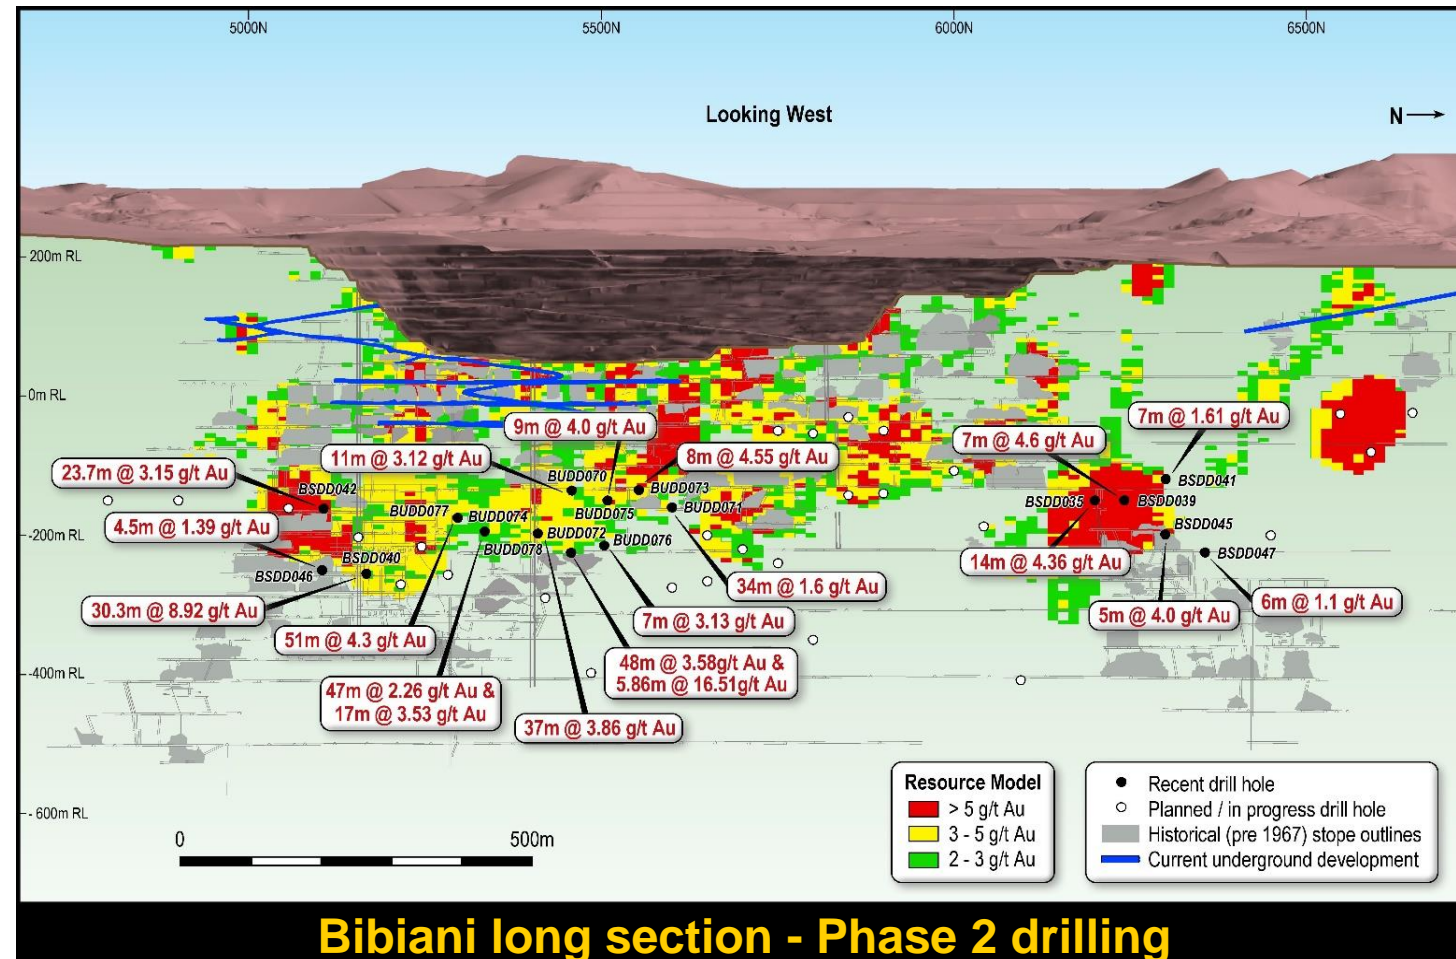 5000N
5500N
6000N
6500N
Looking West
N
200m RL
0m RL
-200m RL
-400m RL
- 600m RL
9m @ 4.0 g/t Au
7m @ 1.61 g/t Au
11m @ 3.12 g/t Au
8m @ 4.55 g/t Au
7m @ 4.6 g/t Au
23.7m @ 3.15 g/t Au
4.5m @ 1.39 g/t Au
30.3m @ 8.92 g/t Au
51m @ 4.3 g/t Au
47m @ 2.26 g/t Au &
17m @ 3.53 g/t Au
37m @ 3.86 g/t Au
48m @ 3.58g/t Au &
5.86m @ 16.51g/t Au
7m @ 3.13 g/t Au
34m @ 1.6 g/t Au
14m @ 4.36 g/t Au
5m @ 4.0 g/t Au
6m @ 1.1 g/t Au
BSDD042
BUDD077
BUDD074
BUDD070
BUDD075
BUDD073
BUDD071
BUDD072
BUDD076
BUDD078
BSDD040
BSDD046
BSDD035
BSDD039
BSDD041
BSDD045
BSDD047
0
500m
Resource Model
> 5 g/t Au
3 - 5 g/t Au
2 - 3 g/t Au
Recent drill hole
Planned / in progress drill hole
Historical (pre 1967) stope outlines
Current underground development
Bibiani long section - Phase 2 drilling